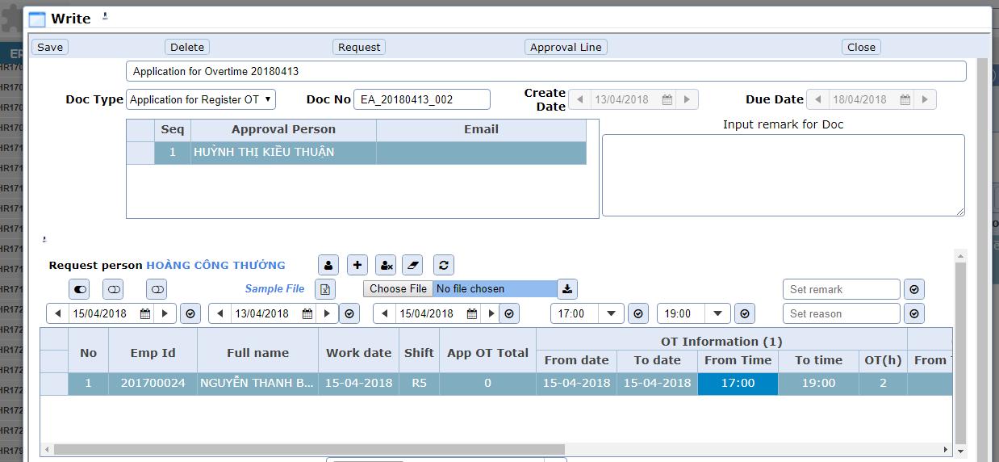 Write
Save Delete Request Approval Line Close
Application for Overtime 20180413
Doc Type Application for Register OT Doc No EA_20180413_002 Create Date 13/04/2018 Due Date 18/04/2018
Seq Approval Person Email Input remark for Doc
1 HUỲNH THỊ KIỀU THUẬN
Request person HOÀNG CÔNG THƯỞNG
Sample File Choose File No file chosen Set remark
15/04/2018 13/04/2018 15/04/2018 17:00 19:00 Set reason
No Emp Id Full name Work date Shift App OT Total OT Information (1)
From date To date From Time To time OT(h) From
1 201700024 NGUYỄN THANH B... 15-04-2018 R5 0 15-04-2018 15-04-2018 17:00 19:00 2